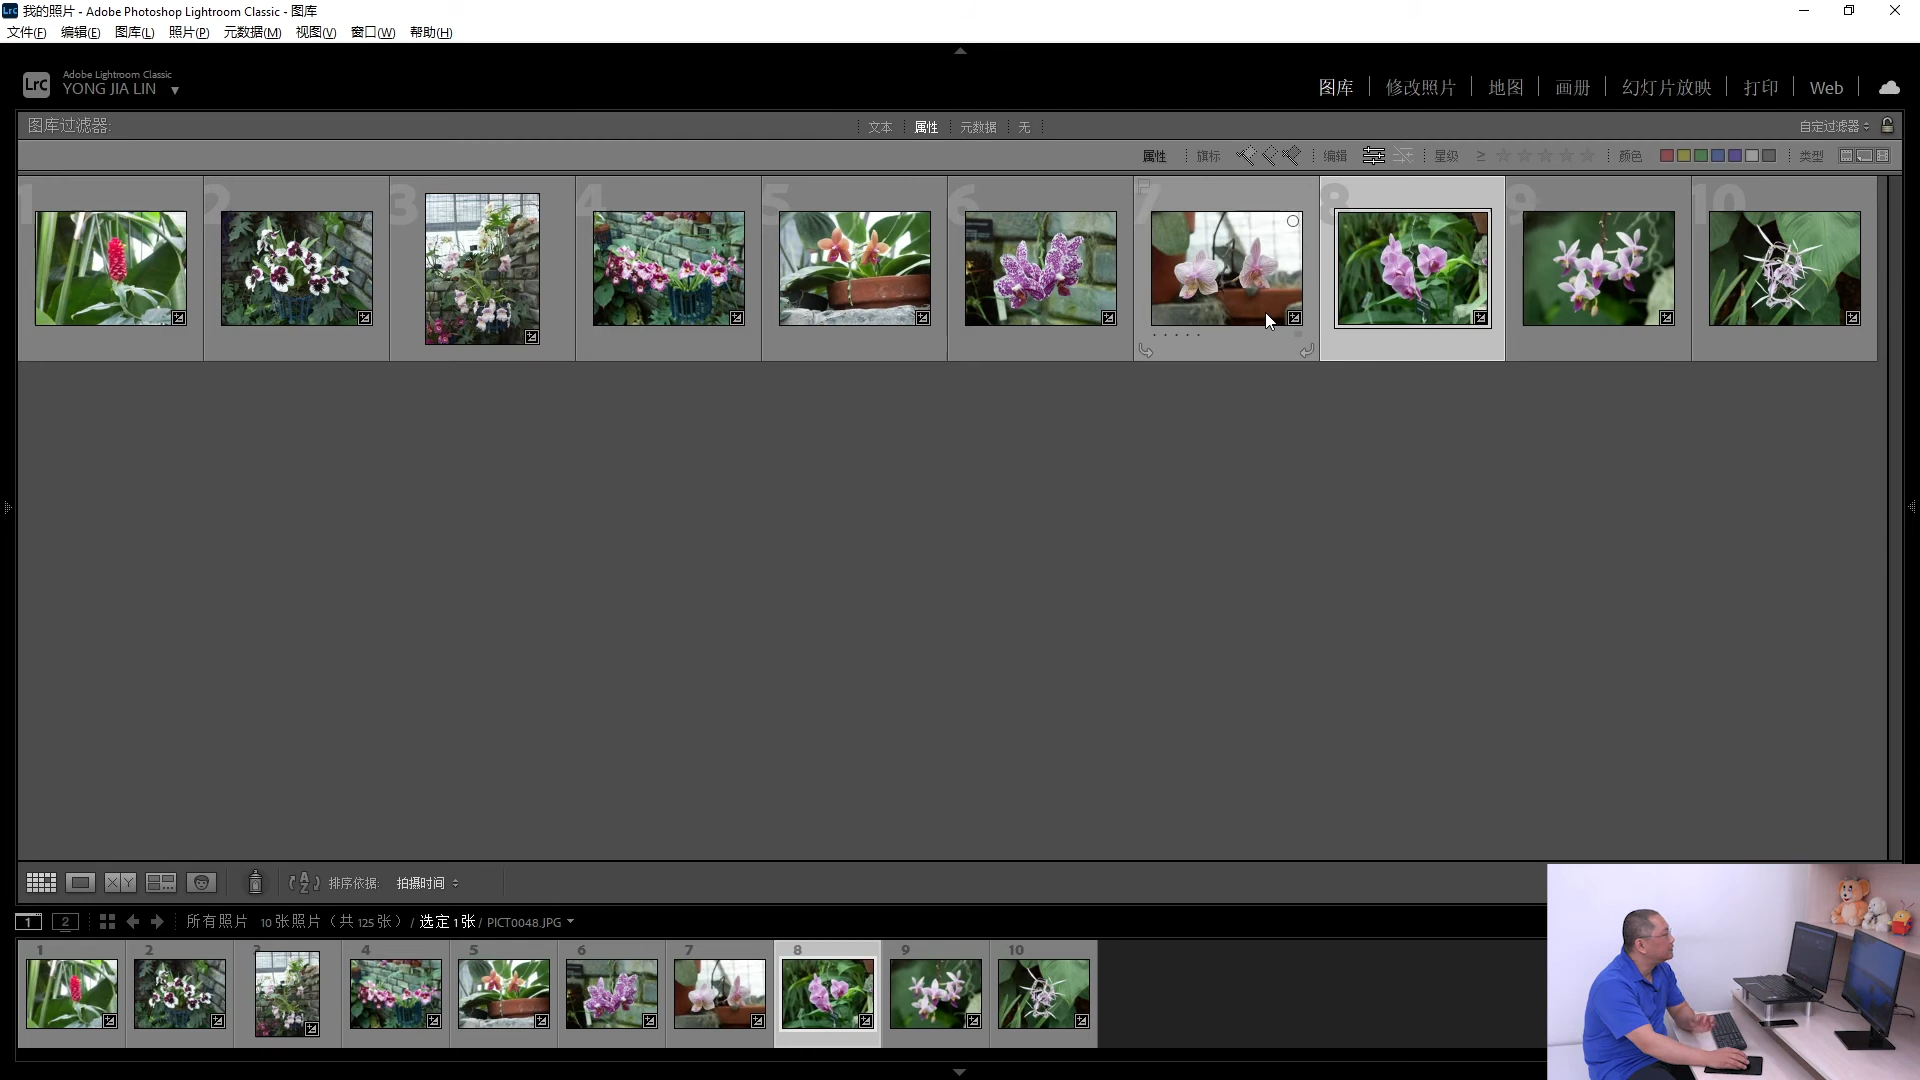 我的照片 - Adobe Photoshop Lightroom Classic - 图库
文件(F) 编辑(E) 图库(L) 照片(P) 元数据(M) 视图(V) 窗口(W) 帮助(H)
Adobe Lightroom Classic
YONG JIA LIN
图库 修改照片 地图 画册 幻灯片放映 打印 Web
图库过滤器: 文本 属性 元数据 无 自定过滤器
属性 旗标 编辑 星级 ≥ 颜色 类型
1 2 3 4 5 6 7 8 9 10
XY 排序依据: 拍摄时间
1 2 所有照片 10 张照片 (共 125 张) / 选定 1 张 / PICT0048.JPG
1 2 3 4 5 6 7 8 9 10